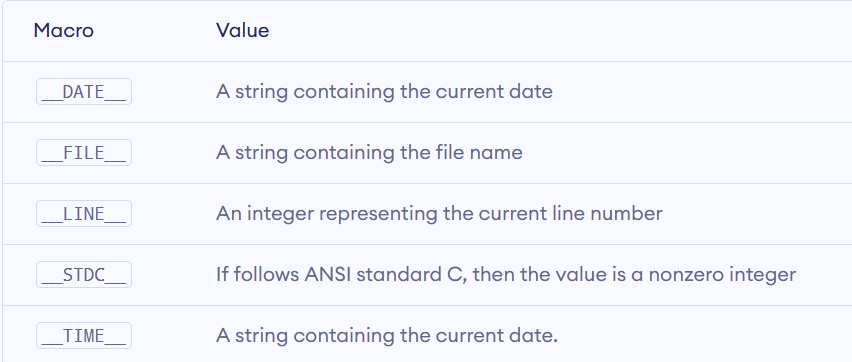 Macro Value
__DATE__ A string containing the current date
__FILE__ A string containing the file name
__LINE__ An integer representing the current line number
__STDC__ If follows ANSI standard C, then the value is a nonzero integer
__TIME__ A string containing the current date.